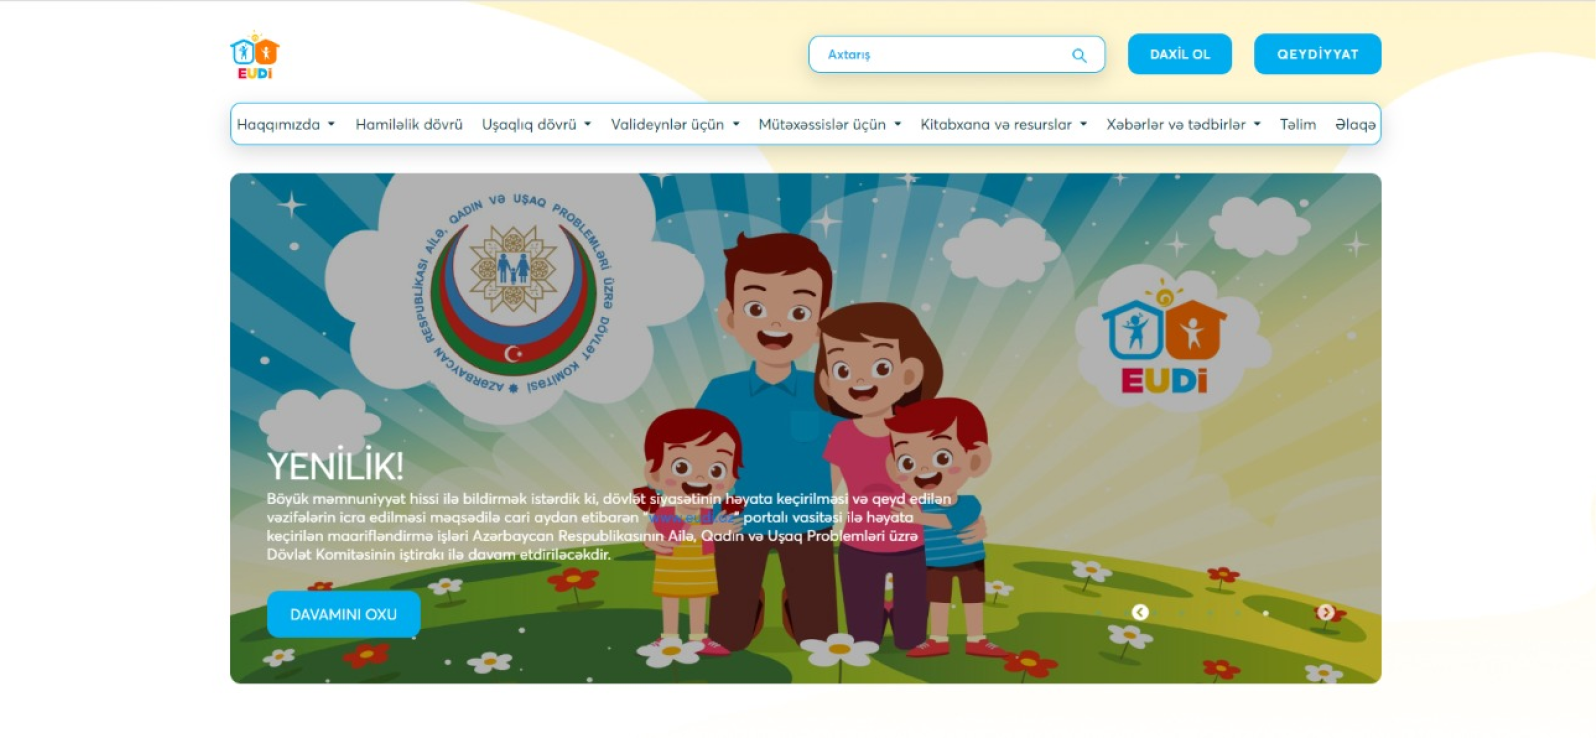 EUDİ
Axtarış
DAXİL OL
QEYDİYYAT
Haqqımızda
Hamiləlik dövrü
Uşaqlıq dövrü
Valideynlər üçün
Mütəxəssislər üçün
Kitabxana və resurslar
Xəbərlər və tədbirlər
Təlim
Əlaqə
AZƏRBAYCAN RESPUBLİKASI AİLƏ, QADIN VƏ UŞAQ PROBLEMLƏRİ ÜZRƏ DÖVLƏT KOMİTƏSİ
EUDİ
YENİLİK!
Böyük məmnuniyyət hissi ilə bildirmək istərdik ki, dövlət siyasətinin həyata keçirilməsi və qeyd edilən
vəzifələrin icra edilməsi məqsədilə cari aydan etibarən "www.eudi.az" portalı vasitəsi ilə həyata
keçirilən maarifləndirmə işləri Azərbaycan Respublikasının Ailə, Qadın və Uşaq Problemləri üzrə
Dövlət Komitəsinin iştirakı ilə davam etdiriləcəkdir.
DAVAMINI OXU